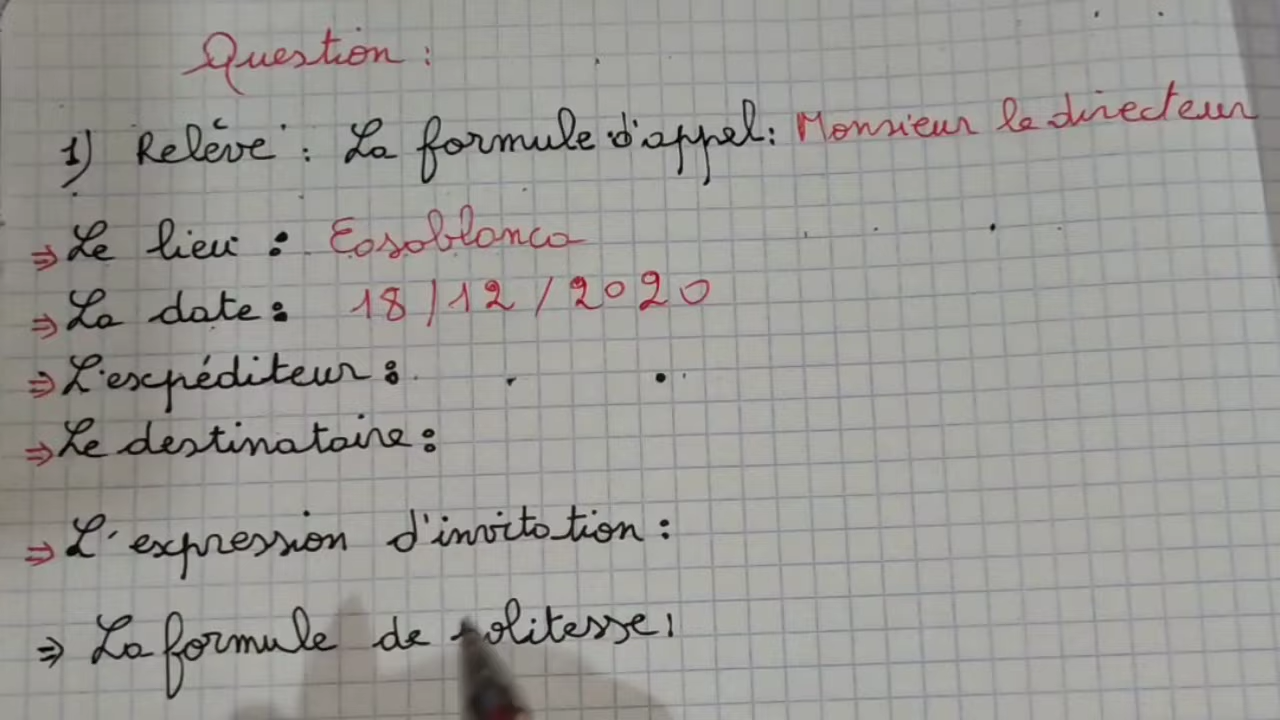 Question :
1) Relève : La formule d'appel : Monsieur le directeur
⇒ Le lieu : Casablanca
⇒ La date : 18/12/2020
⇒ L'expéditeur :
⇒ Le destinataire :
⇒ L'expression d'invitation :
⇒ La formule de politesse :